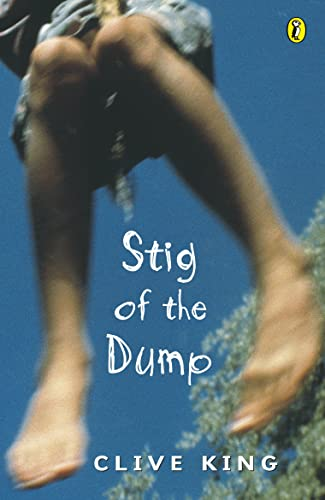 Stig
of the
Dump
CLIVE KING